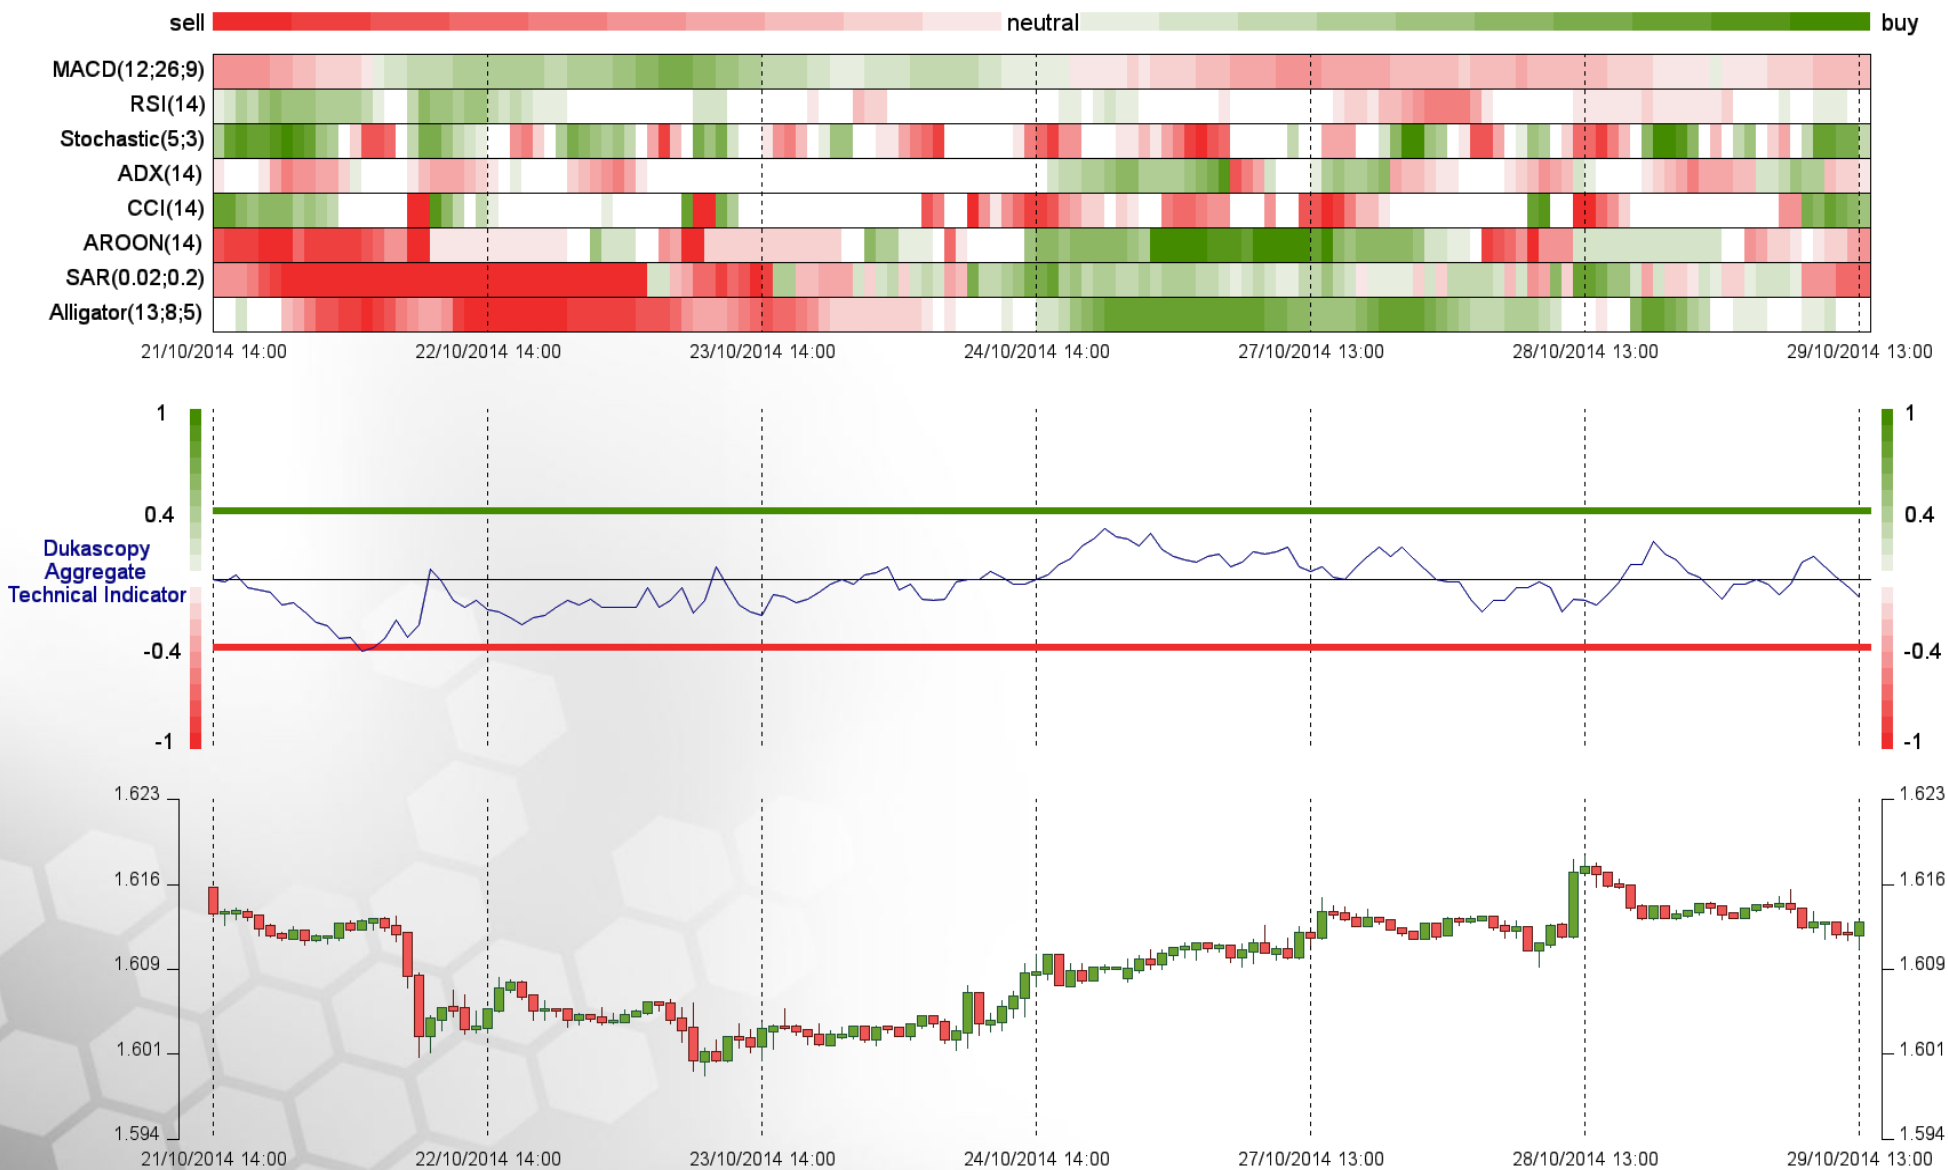 sell neutral buy
MACD(12;26;9)
RSI(14)
Stochastic(5;3)
ADX(14)
CCI(14)
AROON(14)
SAR(0.02;0.2)
Alligator(13;8;5)
21/10/2014 14:00 22/10/2014 14:00 23/10/2014 14:00 24/10/2014 14:00 27/10/2014 13:00 28/10/2014 13:00 29/10/2014 13:00
1 1
0.4 0.4
Dukascopy
Aggregate
Technical Indicator
-0.4 -0.4
-1 -1
1.623 1.623
1.616 1.616
1.609 1.609
1.601 1.601
1.594 1.594
21/10/2014 14:00 22/10/2014 14:00 23/10/2014 14:00 24/10/2014 14:00 27/10/2014 13:00 28/10/2014 13:00 29/10/2014 13:00